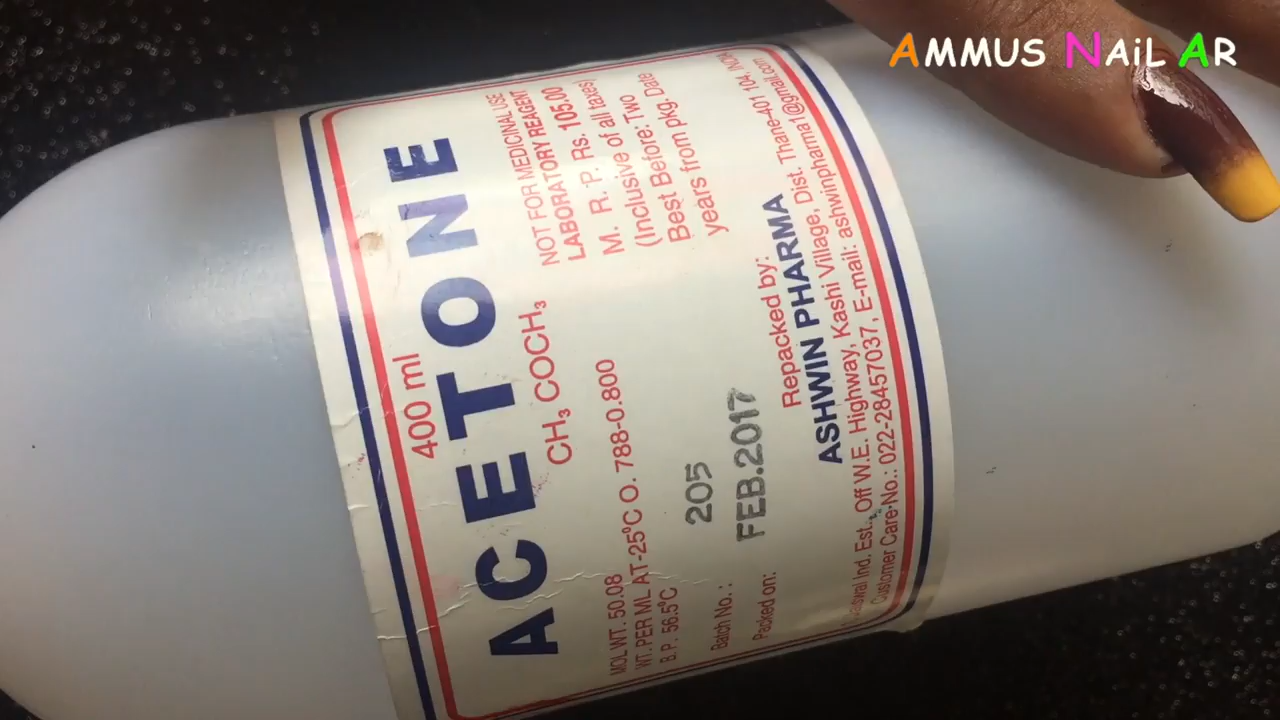 AMMUS NAiL AR
400 ml
ACETONE
CH₃ COCH₃
NOT FOR MEDICINAL USE
LABORATORY REAGENT
MOL WT. 50.08
WT. PER ML AT-25°C O. 788-0.800
B.P. 56.5°C
M. R. P. Rs. 105.00
(Inclusive of all taxes)
Best Before: Two
years from pkg. Date
Batch No. : 205
Packed on: FEB.2017
Repacked by:
ASHWIN PHARMA
Ind. Est., Off W.E. Highway, Kashi Village, Dist. Thane-401 104. INDIA
Customer Care No.: 022-28457037, E-mail: ashwinpharma1@gmail.com